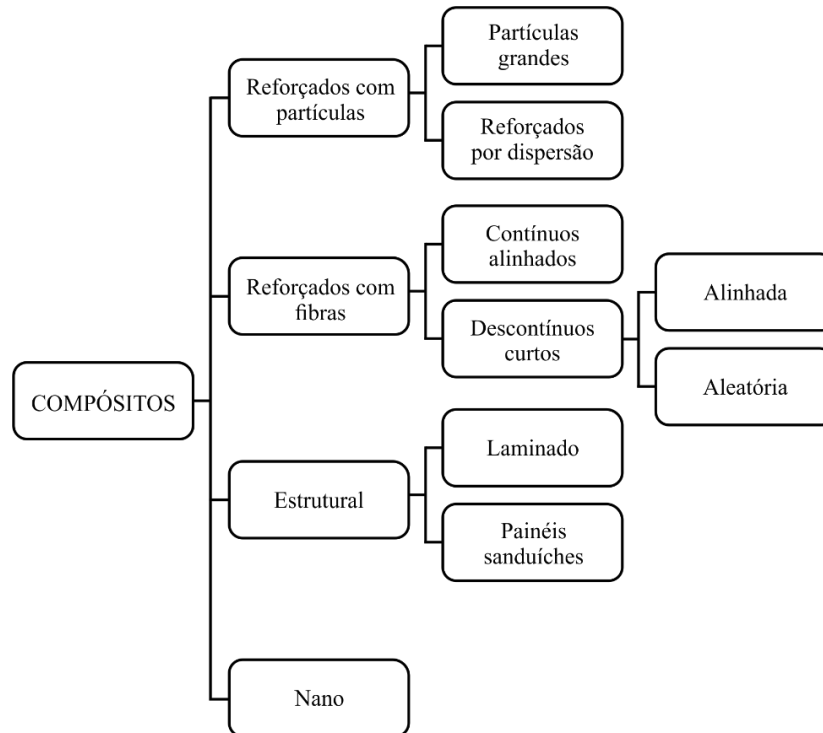 COMPÓSITOS
Reforçados com
partículas
Partículas
grandes
Reforçados
por dispersão
Reforçados com
fibras
Contínuos
alinhados
Descontínuos
curtos
Alinhada
Aleatória
Estrutural
Laminado
Painéis
sanduíches
Nano